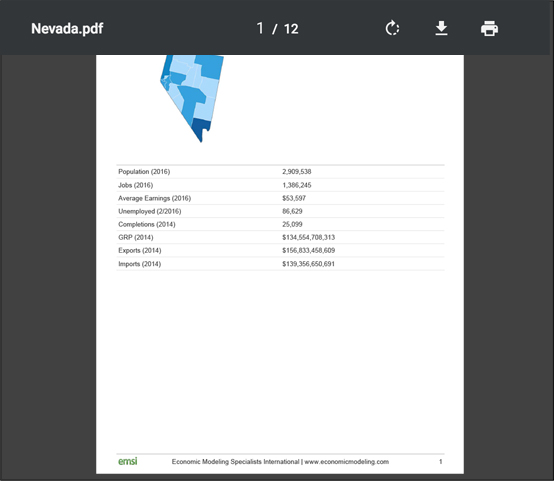 Nevada.pdf 1 / 12
Population (2016) 2,909,538
Jobs (2016) 1,386,245
Average Earnings (2016) $53,597
Unemployed (2/2016) 86,629
Completions (2014) 25,099
GRP (2014) $134,554,708,313
Exports (2014) $156,833,458,609
Imports (2014) $139,356,650,691
emsi Economic Modeling Specialists International | www.economicmodeling.com 1